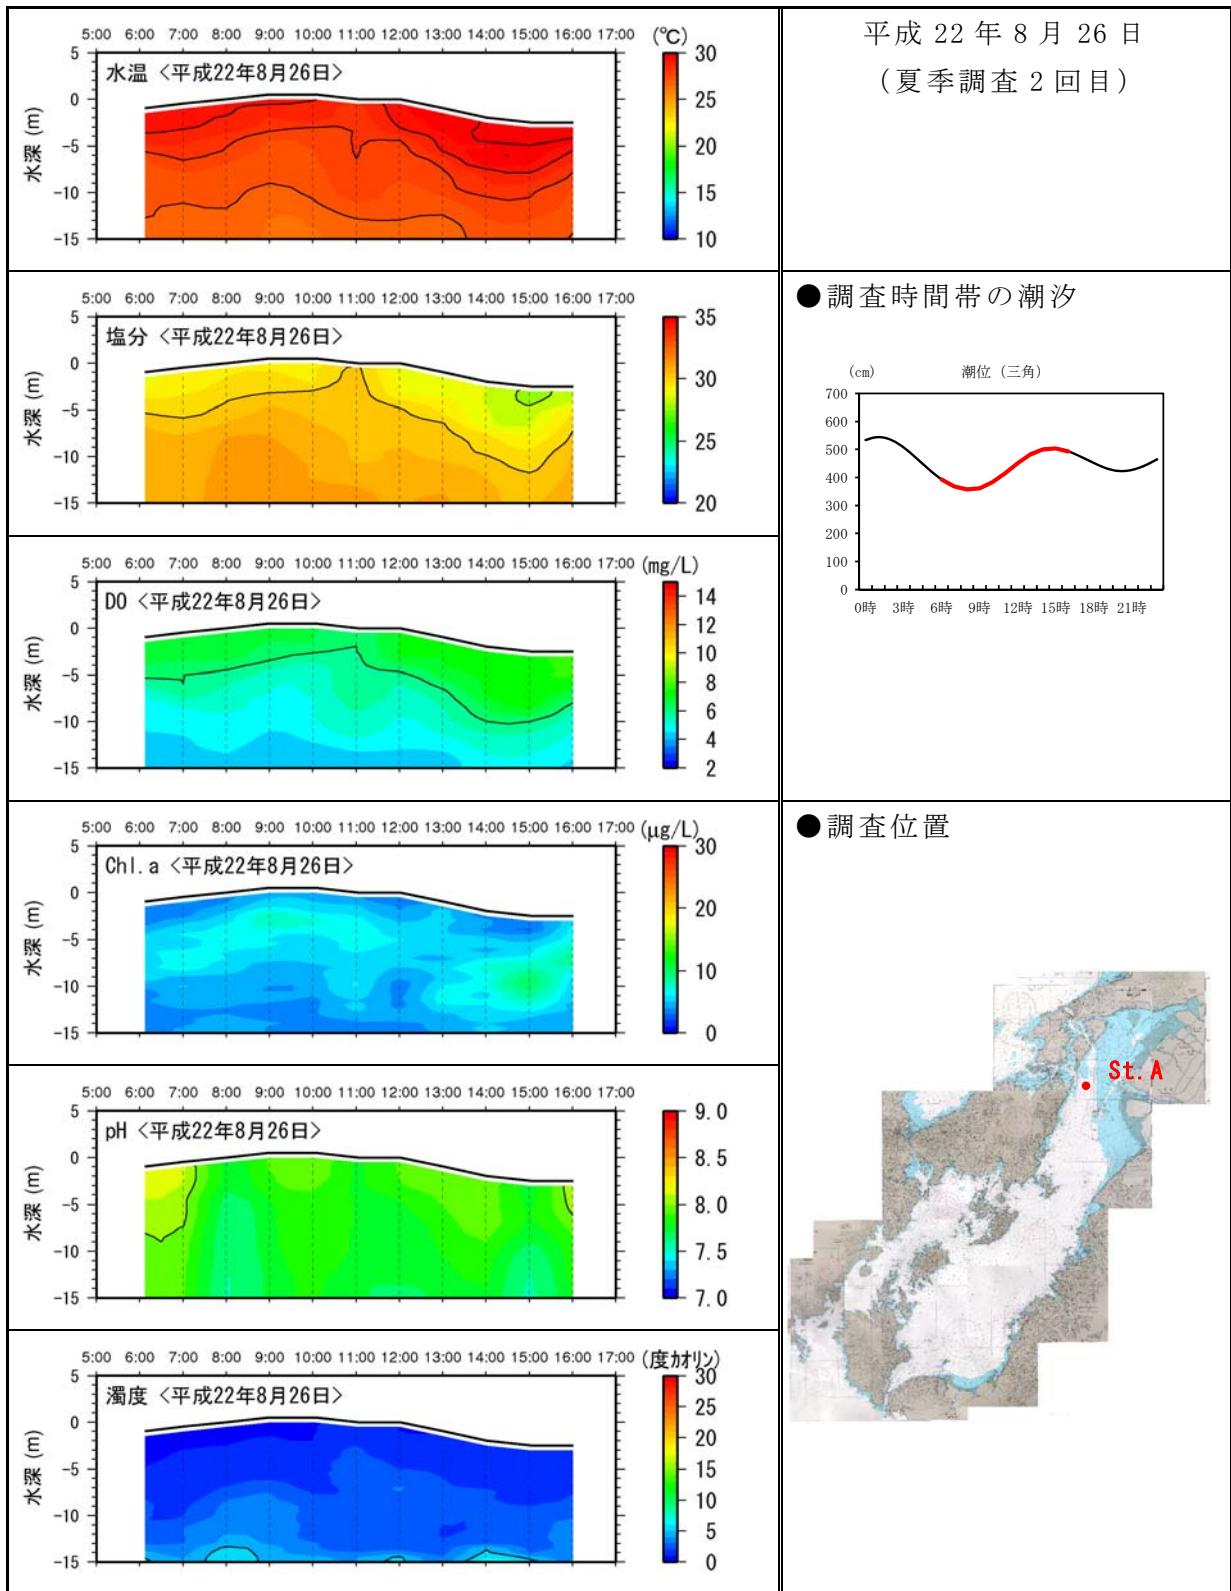 5:00 6:00 7:00 8:00 9:00 10:00 11:00 12:00 13:00 14:00 15:00 16:00 17:00 (℃)
水温 <平成22年8月26日>
水深 (m)
5
0
-5
-10
-15
30
25
20
15
10
平成 22 年 8 月 26 日
(夏季調査 2 回目)
5:00 6:00 7:00 8:00 9:00 10:00 11:00 12:00 13:00 14:00 15:00 16:00 17:00
塩分 <平成22年8月26日>
水深 (m)
5
0
-5
-10
-15
35
30
25
20
●調査時間帯の潮汐
(cm) 潮位 (三角)
700
600
500
400
300
200
100
0
0時 3時 6時 9時 12時 15時 18時 21時
5:00 6:00 7:00 8:00 9:00 10:00 11:00 12:00 13:00 14:00 15:00 16:00 17:00 (mg/L)
DO <平成22年8月26日>
水深 (m)
5
0
-5
-10
-15
14
12
10
8
6
4
2
5:00 6:00 7:00 8:00 9:00 10:00 11:00 12:00 13:00 14:00 15:00 16:00 17:00 (μg/L)
Chl.a <平成22年8月26日>
水深 (m)
5
0
-5
-10
-15
30
20
10
0
●調査位置
St.A
5:00 6:00 7:00 8:00 9:00 10:00 11:00 12:00 13:00 14:00 15:00 16:00 17:00
pH <平成22年8月26日>
水深 (m)
5
0
-5
-10
-15
9.0
8.5
8.0
7.5
7.0
5:00 6:00 7:00 8:00 9:00 10:00 11:00 12:00 13:00 14:00 15:00 16:00 17:00 (度ｶｵﾘﾝ)
濁度 <平成22年8月26日>
水深 (m)
5
0
-5
-10
-15
30
25
20
15
10
5
0